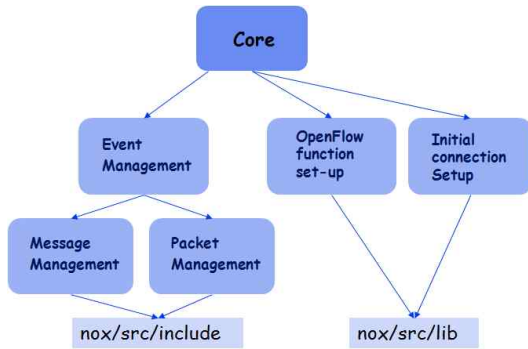 Core
Event
Management
OpenFlow
function
set-up
Initial
connection
Setup
Message
Management
Packet
Management
nox/src/include
nox/src/lib